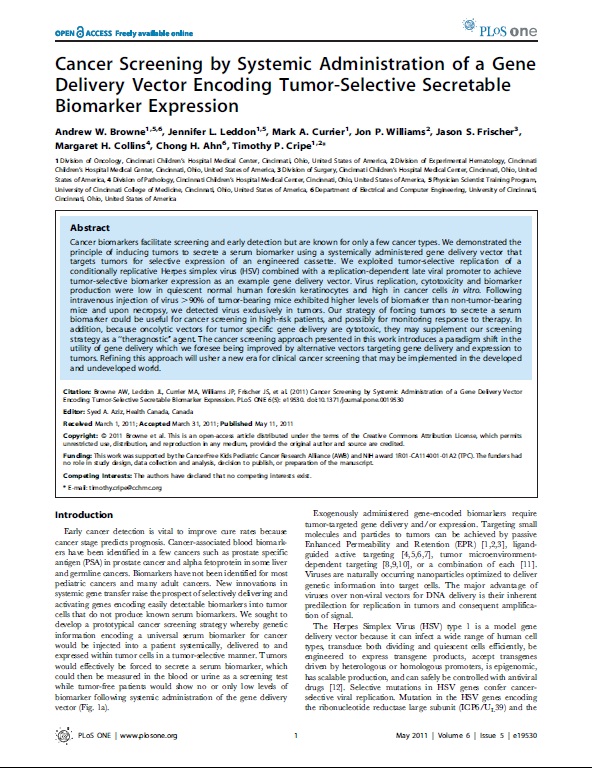 OPEN ACCESS Freely available online
PLoS one
Cancer Screening by Systemic Administration of a Gene
Delivery Vector Encoding Tumor-Selective Secretable
Biomarker Expression
Andrew W. Browne1,5,6, Jennifer L. Leddon1,5, Mark A. Currier1, Jon P. Williams2, Jason S. Frischer3,
Margaret H. Collins4, Chong H. Ahn6, Timothy P. Cripe1,2*
1 Division of Oncology, Cincinnati Children's Hospital Medical Center, Cincinnati, Ohio, United States of America, 2 Division of Experimental Hematology, Cincinnati
Children's Hospital Medical Center, Cincinnati, Ohio, United States of America, 3 Division of Surgery, Cincinnati Children's Hospital Medical Center, Cincinnati, Ohio, United
States of America, 4 Division of Pathology, Cincinnati Children's Hospital Medical Center, Cincinnati, Ohio, United States of America, 5 Physician Scientist Training Program,
University of Cincinnati College of Medicine, Cincinnati, Ohio, United States of America, 6 Department of Electrical and Computer Engineering, University of Cincinnati,
Cincinnati, Ohio, United States of America
Abstract
Cancer biomarkers facilitate screening and early detection but are known for only a few cancer types. We demonstrated the
principle of inducing tumors to secrete a serum biomarker using a systemically administered gene delivery vector that
targets tumors for selective expression of an engineered cassette. We exploited tumor-selective replication of a
conditionally replicative Herpes simplex virus (HSV) combined with a replication-dependent late viral promoter to achieve
tumor-selective biomarker expression as an example gene delivery vector. Virus replication, cytotoxicity and biomarker
production were low in quiescent normal human foreskin keratinocytes and high in cancer cells in vitro. Following
intravenous injection of virus >90% of tumor-bearing mice exhibited higher levels of biomarker than non-tumor-bearing
mice and upon necropsy, we detected virus exclusively in tumors. Our strategy of forcing tumors to secrete a serum
biomarker could be useful for cancer screening in high-risk patients, and possibly for monitoring response to therapy. In
addition, because oncolytic vectors for tumor specific gene delivery are cytotoxic, they may supplement our screening
strategy as a "theragnostic" agent. The cancer screening approach presented in this work introduces a paradigm shift in the
utility of gene delivery which we foresee being improved by alternative vectors targeting gene delivery and expression to
tumors. Refining this approach will usher a new era for clinical cancer screening that may be implemented in the developed
and undeveloped world.
Citation: Browne AW, Leddon JL, Currier MA, Williams JP, Frischer JS, et al. (2011) Cancer Screening by Systemic Administration of a Gene Delivery Vector
Encoding Tumor-Selective Secretable Biomarker Expression. PLoS ONE 6(5): e19530. doi:10.1371/journal.pone.0019530
Editor: Syed A. Aziz, Health Canada, Canada
Received March 1, 2011; Accepted March 31, 2011; Published May 11, 2011
Copyright: © 2011 Browne et al. This is an open-access article distributed under the terms of the Creative Commons Attribution License, which permits
unrestricted use, distribution, and reproduction in any medium, provided the original author and source are credited.
Funding: This work was supported by the CancerFree Kids Pediatric Cancer Research Alliance (AWB) and NIH award 1R01-CA114001-01A2 (TPC). The funders had
no role in study design, data collection and analysis, decision to publish, or preparation of the manuscript.
Competing Interests: The authors have declared that no competing interests exist.
* E-mail: timothy.cripe@cchmc.org
Introduction
Early cancer detection is vital to improve cure rates because
cancer stage predicts prognosis. Cancer-associated blood biomark-
ers have been identified in a few cancers such as prostate specific
antigen (PSA) in prostate cancer and alpha fetoprotein in some liver
and germline cancers. Biomarkers have not been identified for most
pediatric cancers and many adult cancers. New innovations in
systemic gene transfer raise the prospect of selectively delivering and
activating genes encoding easily detectable biomarkers into tumor
cells that do not produce known serum biomarkers. We sought to
develop a prototypical cancer screening strategy whereby genetic
information encoding a universal serum biomarker for cancer
would be injected into a patient systemically, delivered to and
expressed within tumor cells in a tumor-selective manner. Tumors
would effectively be forced to secrete a serum biomarker, which
could then be measured in the blood or urine as a screening test
while tumor-free patients would show no or only low levels of
biomarker following systemic administration of the gene delivery
vector (Fig. 1a).
Exogenously administered gene-encoded biomarkers require
tumor-targeted gene delivery and/or expression. Targeting small
molecules and particles to tumors can be achieved by passive
Enhanced Permeability and Retention (EPR) [1,2,3], ligand-
guided active targeting [4,5,6,7], tumor microenvironment-
dependent targeting [8,9,10], or a combination of each [11].
Viruses are naturally occurring nanoparticles optimized to deliver
genetic information into target cells. The major advantage of
viruses over non-viral vectors for DNA delivery is their inherent
predilection for replication in tumors and consequent amplifica-
tion of signal.
The Herpes Simplex Virus (HSV) type 1 is a model gene
delivery vector because it can infect a wide range of human cell
types, transduce both dividing and quiescent cells efficiently, be
engineered to express transgene products, accept transgenes
driven by heterologous or homologous promoters, is epigenomic,
has scalable production, and can safely be controlled with antiviral
drugs [12]. Selective mutations in HSV genes confer cancer-
selective viral replication. Mutation in the HSV genes encoding
the ribonucleotide reductase large subunit (ICP6/UL39) and the
PLoS ONE | www.plosone.org
1
May 2011 | Volume 6 | Issue 5 | e19530